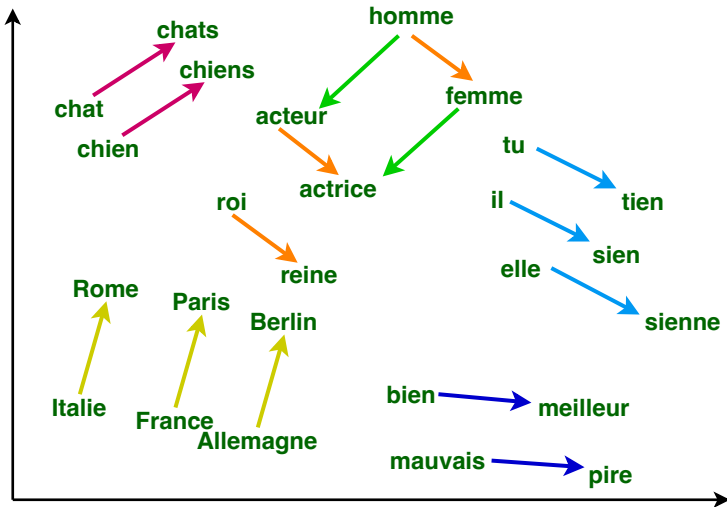 homme
chats
chiens
femme
chat
acteur
chien
tu
actrice
roi
il
tien
sien
elle
reine
Rome
Paris
Berlin
sienne
bien
Italie
meilleur
France
Allemagne
mauvais
pire